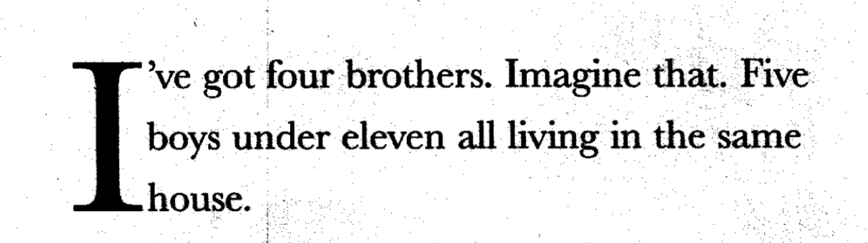 I've got four brothers. Imagine that. Five
boys under eleven all living in the same
house.